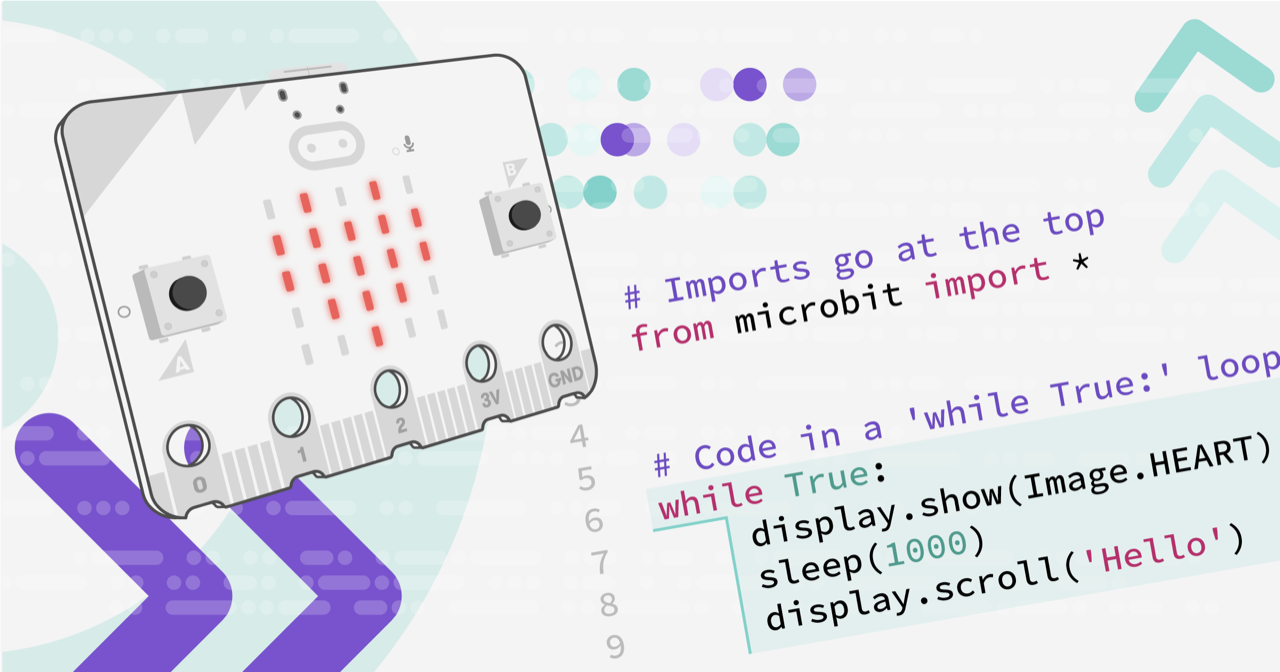 B
A
0
1
2
3V
GND
# Imports go at the top
from microbit import *
# Code in a 'while True:' loop
while True:
display.show(Image.HEART)
sleep(1000)
display.scroll('Hello')
4
5
6
7
8
9